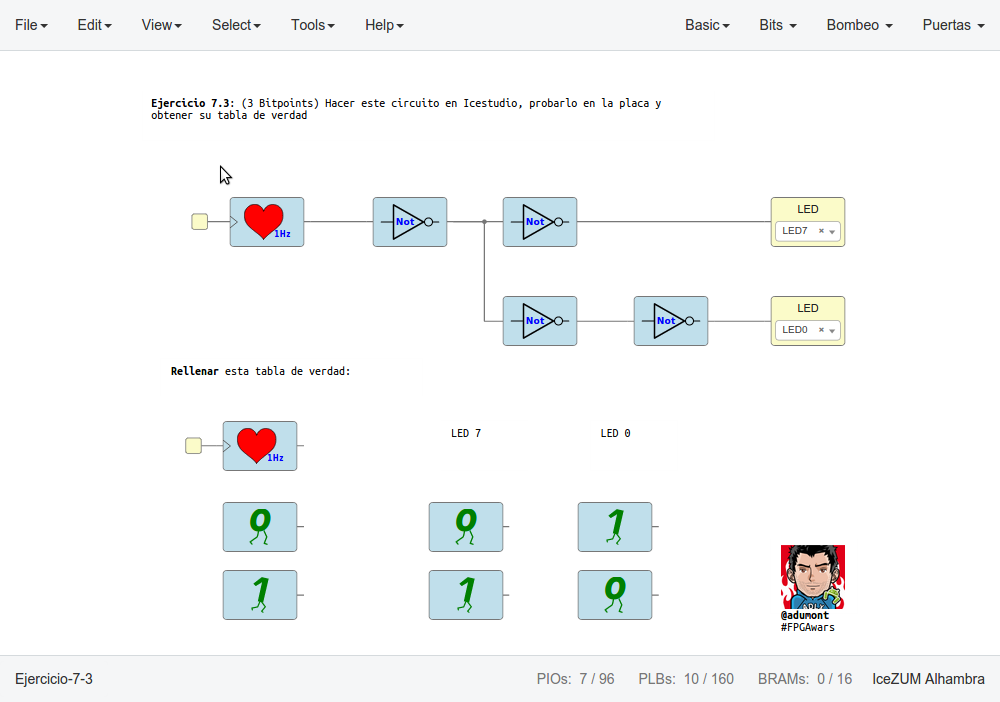 File Edit View Select Tools Help Basic Bits Bombeo Puertas
Ejercicio 7.3: (3 Bitpoints) Hacer este circuito en Icestudio, probarlo en la placa y
obtener su tabla de verdad
1Hz
Not
Not
LED
LED7
Not
Not
LED
LED0
Rellenar esta tabla de verdad:
1Hz
LED 7
LED 0
0 0 1
1 1 0
@adumont
#FPGAwars
Ejercicio-7-3 PIOs: 7 / 96 PLBs: 10 / 160 BRAMs: 0 / 16 IceZUM Alhambra